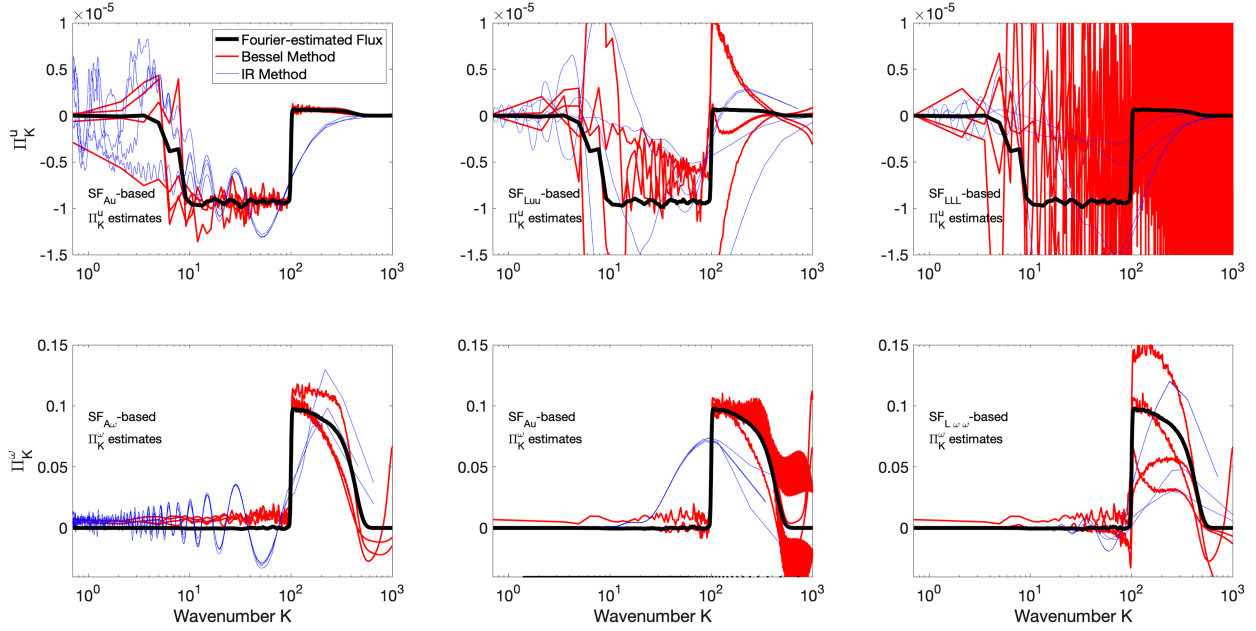 ×10⁻⁵ ×10⁻⁵ ×10⁻⁵
1 1 1
Fourier-estimated Flux
Bessel Method
IR Method
0.5 0.5 0.5
0 0 0
Π^u_K
-0.5 -0.5 -0.5
SF_Au-based SF_Luu-based SF_LLL-based
Π^u_K estimates Π^u_K estimates Π^u_K estimates
-1 -1 -1
-1.5 -1.5 -1.5
10⁰ 10¹ 10² 10³ 10⁰ 10¹ 10² 10³ 10⁰ 10¹ 10² 10³
0.15 0.15 0.15
0.1 0.1 0.1
SF_Aω-based SF_Au-based SF_L ω ω-based
Π^ω_K estimates Π^ω_K estimates Π^ω_K estimates
Π^ω_K
0.05 0.05 0.05
0 0 0
10⁰ 10¹ 10² 10³ 10⁰ 10¹ 10² 10³ 10⁰ 10¹ 10² 10³
Wavenumber K Wavenumber K Wavenumber K